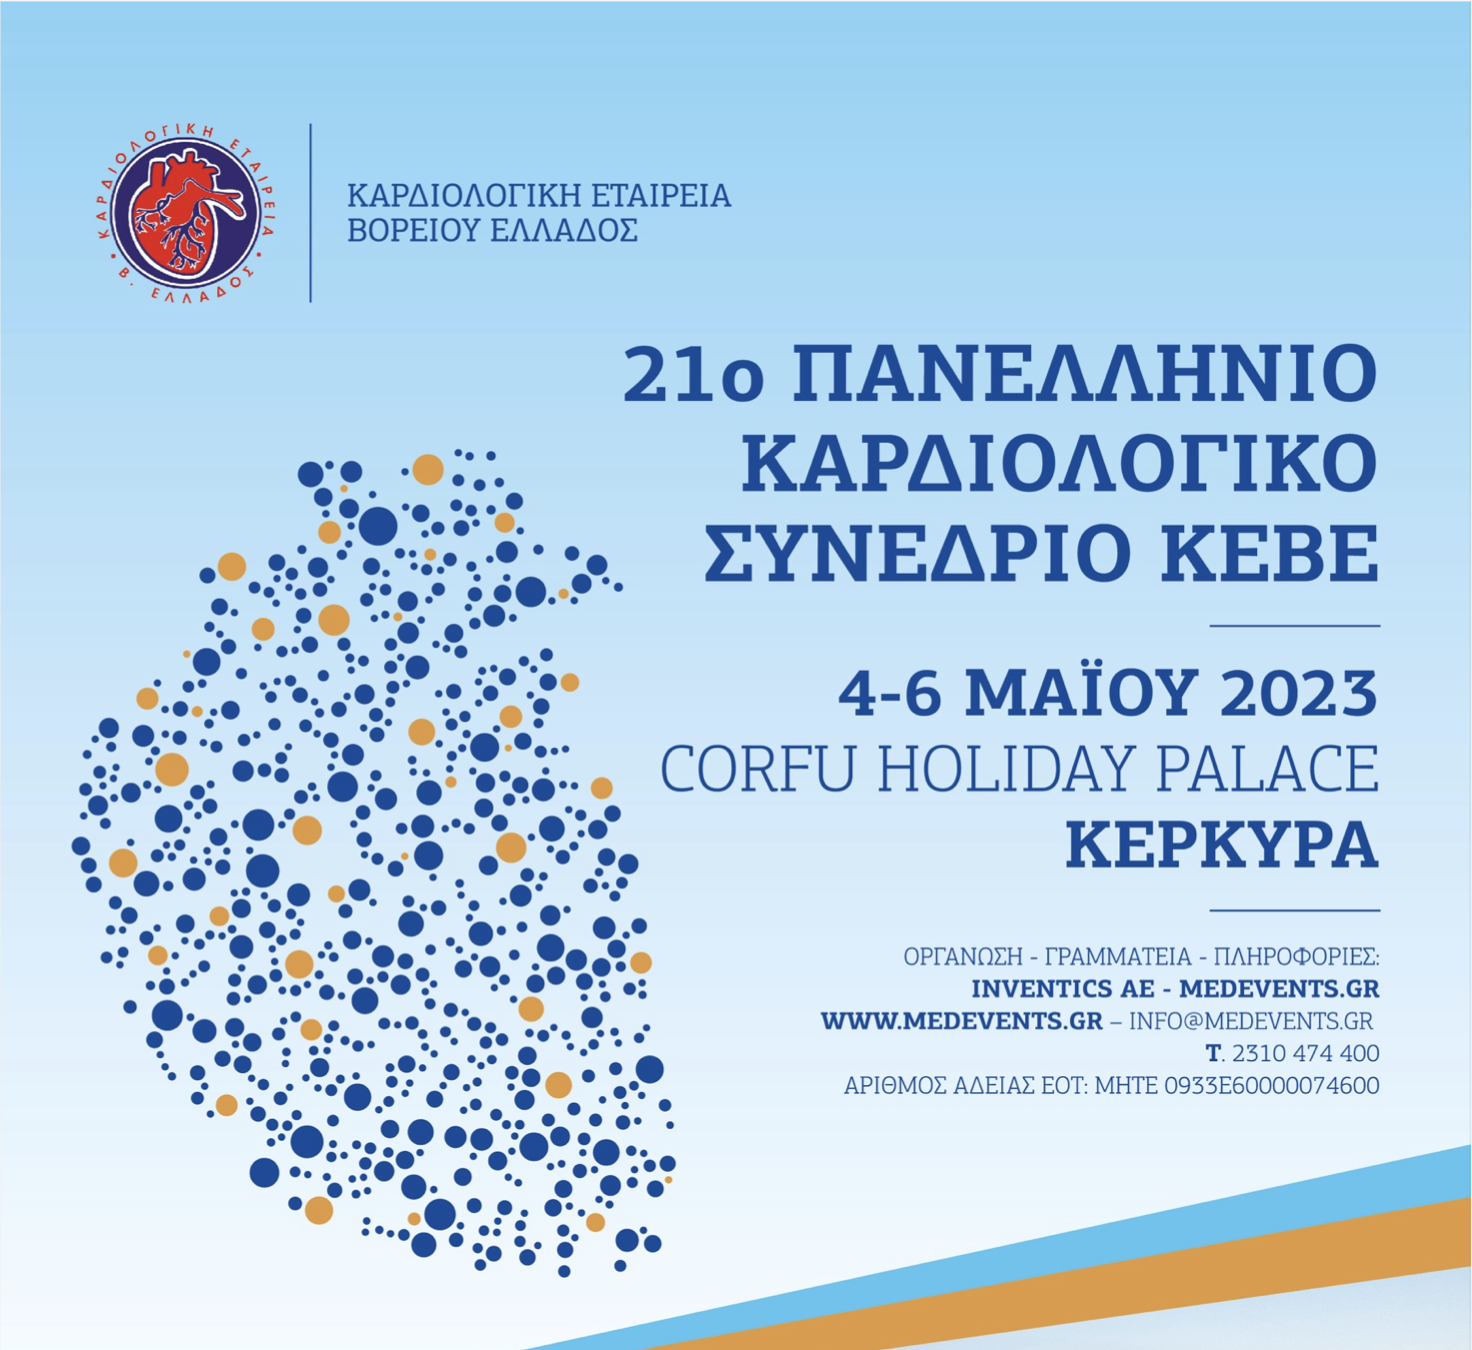 ΚΑΡΔΙΟΛΟΓΙΚΗ ΕΤΑΙΡΕΙΑ
Β. ΕΛΛΑΔΟΣ
ΚΑΡΔΙΟΛΟΓΙΚΗ ΕΤΑΙΡΕΙΑ
ΒΟΡΕΙΟΥ ΕΛΛΑΔΟΣ
21ο ΠΑΝΕΛΛΗΝΙΟ
ΚΑΡΔΙΟΛΟΓΙΚΟ
ΣΥΝΕΔΡΙΟ ΚΕΒΕ
4-6 ΜΑΪΟΥ 2023
CORFU HOLIDAY PALACE
ΚΕΡΚΥΡΑ
ΟΡΓΑΝΩΣΗ - ΓΡΑΜΜΑΤΕΙΑ - ΠΛΗΡΟΦΟΡΙΕΣ:
INVENTICS AE - MEDEVENTS.GR
WWW.MEDEVENTS.GR – INFO@MEDEVENTS.GR
Τ. 2310 474 400
ΑΡΙΘΜΟΣ ΑΔΕΙΑΣ ΕΟΤ: ΜΗΤΕ 0933Ε60000074600